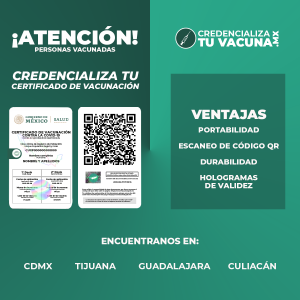 ¡ATENCIÓN!
PERSONAS VACUNADAS
CREDENCIALIZA TU
CERTIFICADO DE VACUNACIÓN
GOBIERNO DE
MÉXICO
SALUD
CERTIFICADO DE VACUNACIÓN
CONTRA LA COVID-19
NOMBRE Y APELLIDOS
CREDENCIALIZA
TU VACUNA.MX
VENTAJAS
PORTABILIDAD
ESCANEO DE CÓDIGO QR
DURABILIDAD
HOLOGRAMAS
DE VALIDEZ
ENCUENTRANOS EN:
CDMX TIJUANA GUADALAJARA CULIACÁN